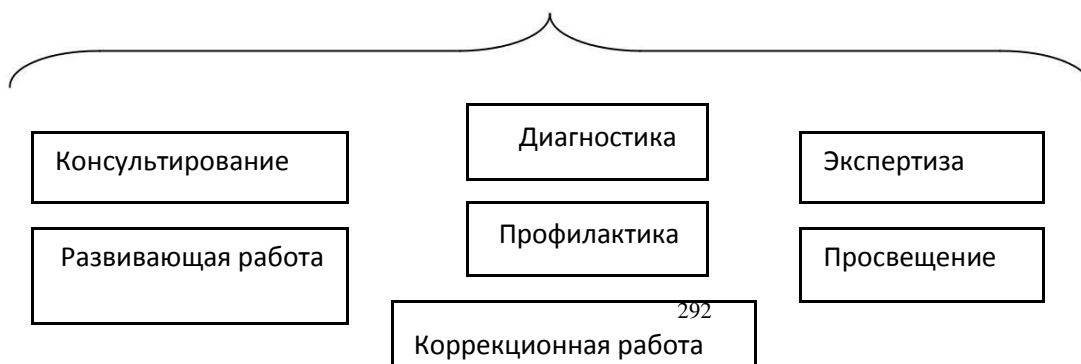 Диагностика
Консультирование
Экспертиза
Профилактика
Развивающая работа
Просвещение
292
Коррекционная работа